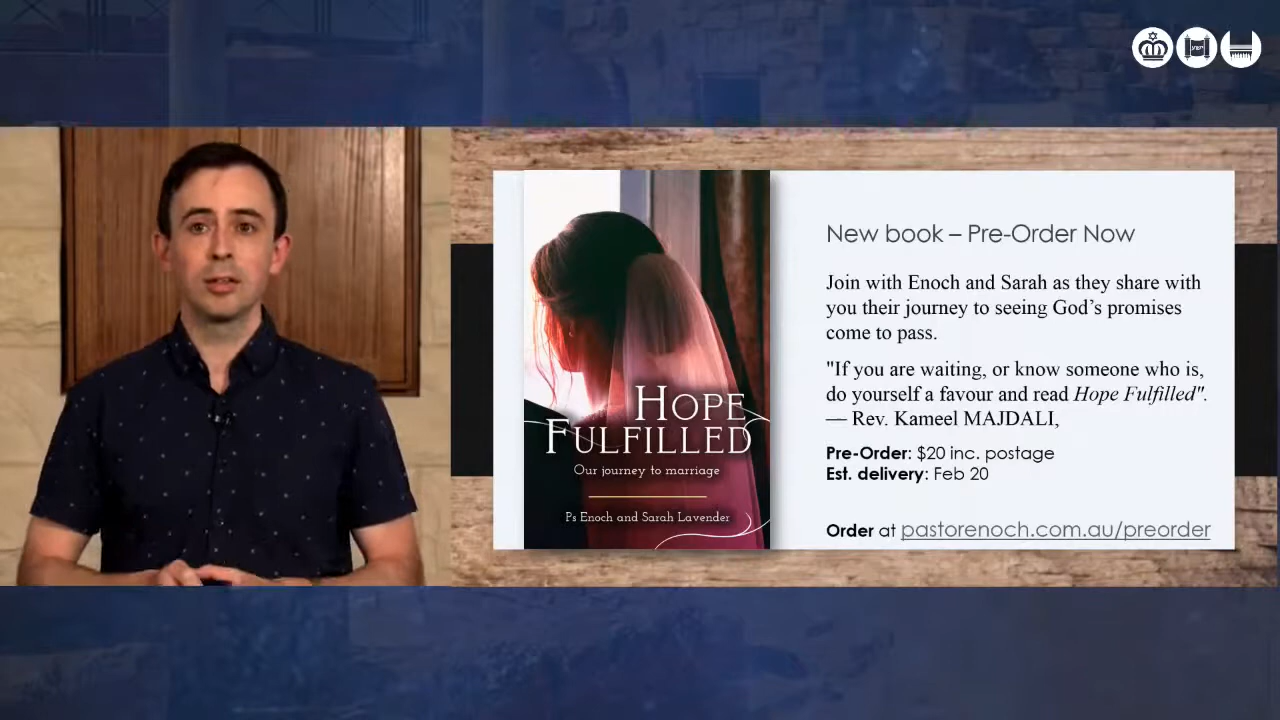 HOPE
FULFILLED
Our journey to marriage
Ps Enoch and Sarah Lavender
New book – Pre-Order Now
Join with Enoch and Sarah as they share with
you their journey to seeing God's promises
come to pass.
"If you are waiting, or know someone who is,
do yourself a favour and read Hope Fulfilled".
— Rev. Kameel MAJDALI,
Pre-Order: $20 inc. postage
Est. delivery: Feb 20
Order at pastorenoch.com.au/preorder